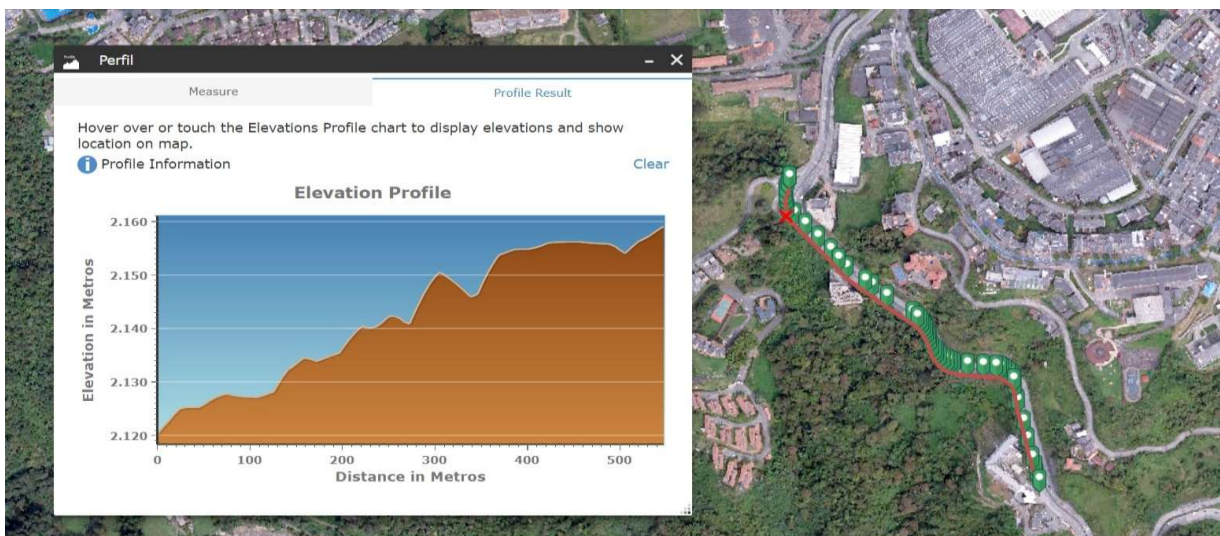 Perfil
Measure
Profile Result
Hover over or touch the Elevations Profile chart to display elevations and show
location on map.
Profile Information
Clear
Elevation Profile
2.160
2.150
2.140
2.130
2.120
Elevation in Metros
0 100 200 300 400 500
Distance in Metros